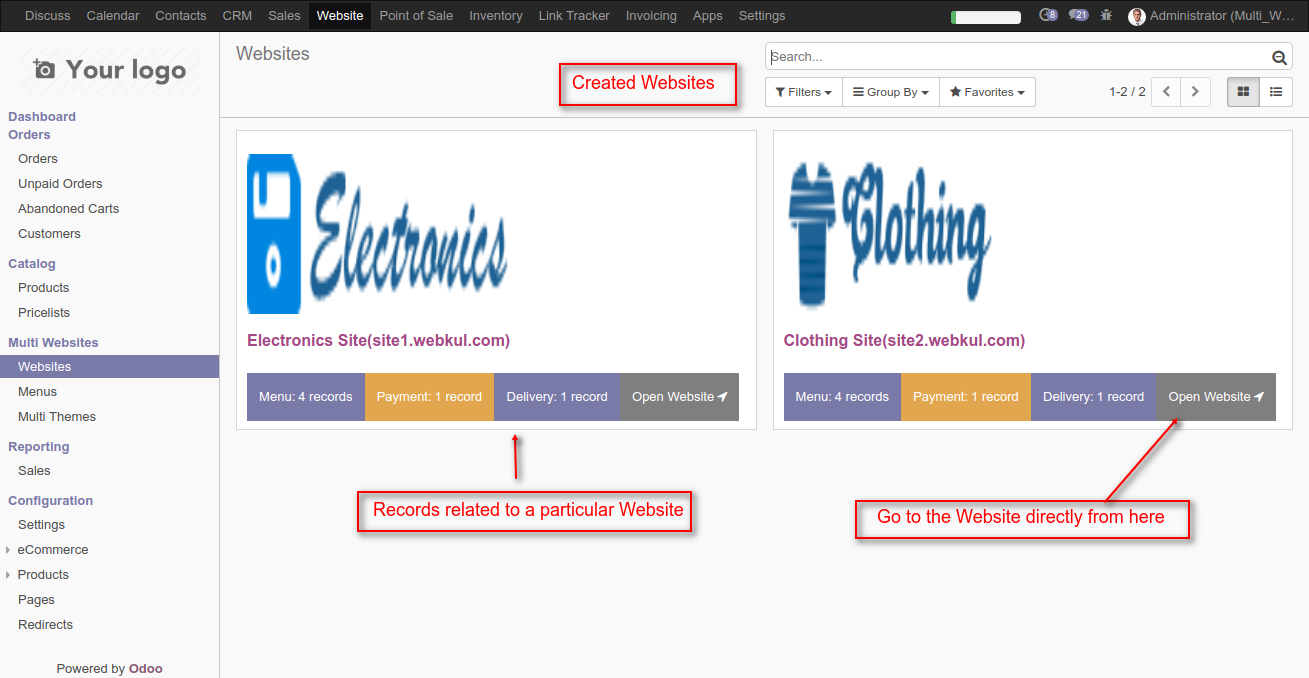 Discuss Calendar Contacts CRM Sales Website Point of Sale Inventory Link Tracker Invoicing Apps Settings 8 21 Administrator (Multi_W...
Your logo
Dashboard
Orders
Orders
Unpaid Orders
Abandoned Carts
Customers
Catalog
Products
Pricelists
Multi Websites
Websites
Menus
Multi Themes
Reporting
Sales
Configuration
Settings
eCommerce
Products
Pages
Redirects
Powered by Odoo
Websites
Created Websites
Search...
Filters Group By Favorites 1-2 / 2
Electronics
Electronics Site(site1.webkul.com)
Menu: 4 records Payment: 1 record Delivery: 1 record Open Website
Clothing
Clothing Site(site2.webkul.com)
Menu: 4 records Payment: 1 record Delivery: 1 record Open Website
Records related to a particular Website
Go to the Website directly from here